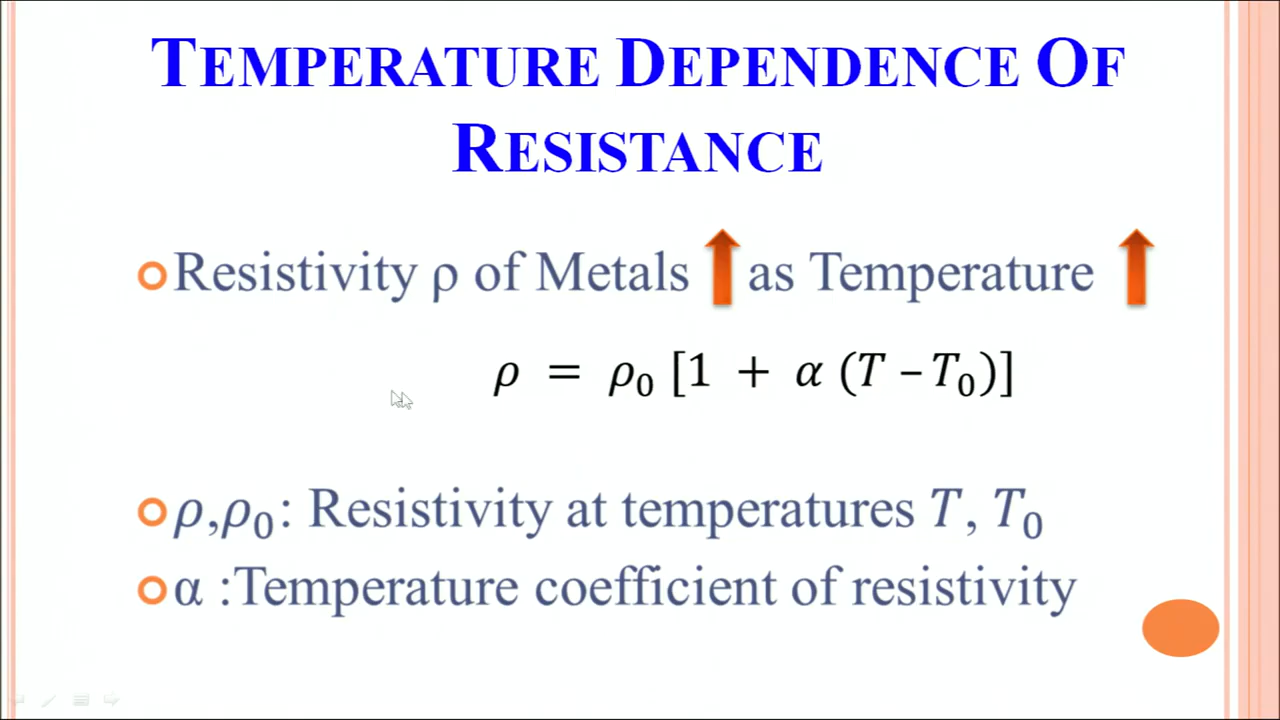 TEMPERATURE DEPENDENCE OF
RESISTANCE
Resistivity ρ of Metals as Temperature
ρ = ρ₀ [1 + α (T – T₀)]
ρ,ρ₀: Resistivity at temperatures T, T₀
α :Temperature coefficient of resistivity